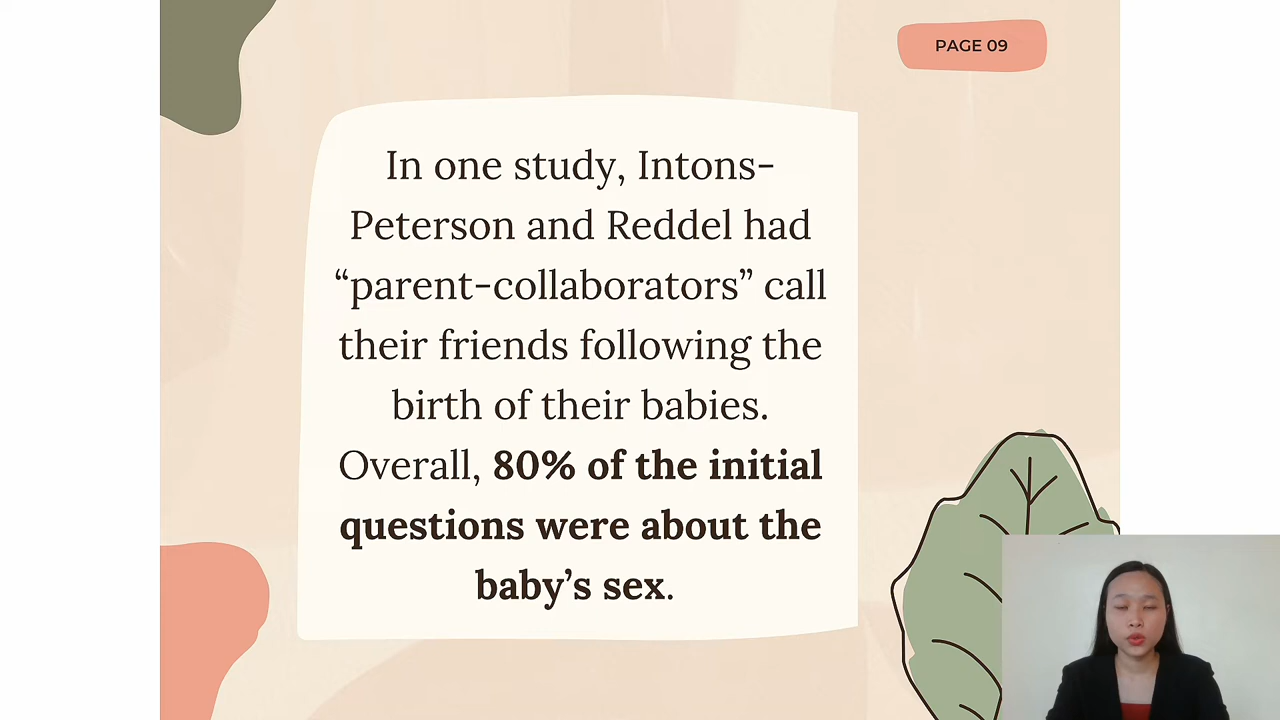 PAGE 09
In one study, Intons-
Peterson and Reddel had
“parent-collaborators” call
their friends following the
birth of their babies.
Overall, 80% of the initial
questions were about the
baby’s sex.